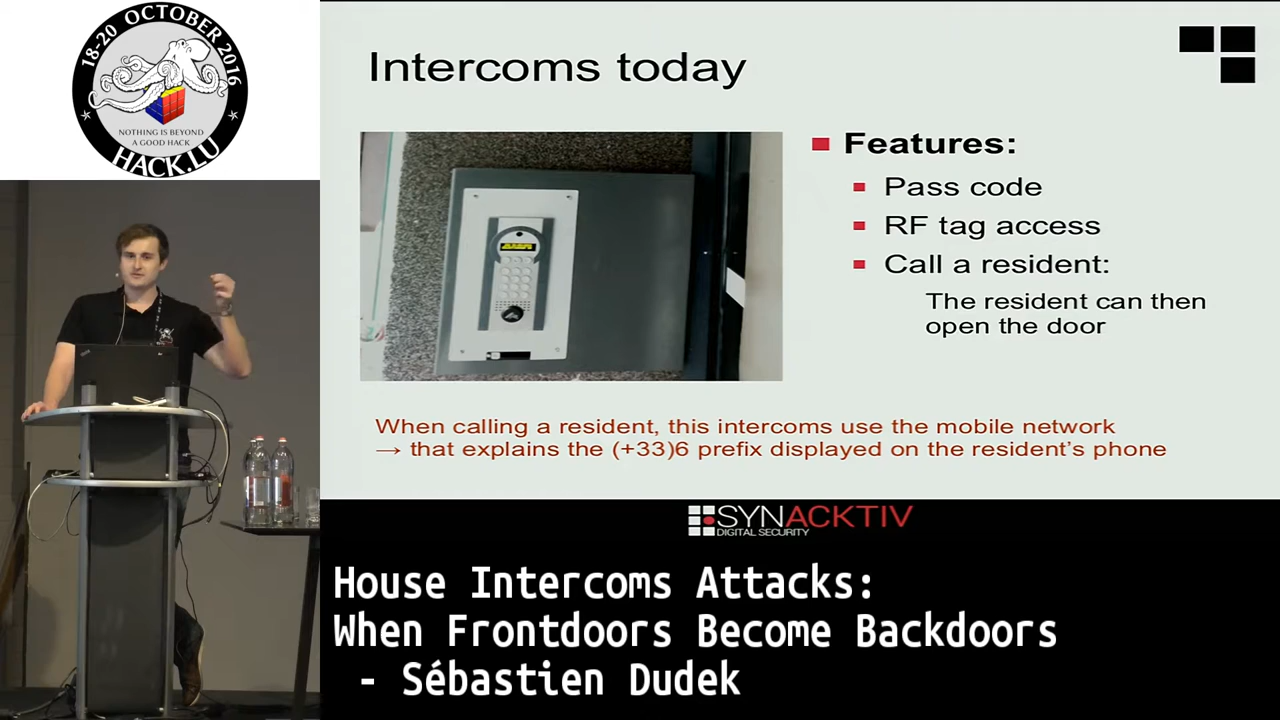 18-20 OCTOBER 2016
NOTHING IS BEYOND
A GOOD HACK
HACK.LU
Intercoms today
Features:
Pass code
RF tag access
Call a resident:
The resident can then
open the door
When calling a resident, this intercoms use the mobile network
→ that explains the (+33)6 prefix displayed on the resident's phone
SYNACKTIV
DIGITAL SECURITY
House Intercoms Attacks:
When Frontdoors Become Backdoors
- Sébastien Dudek